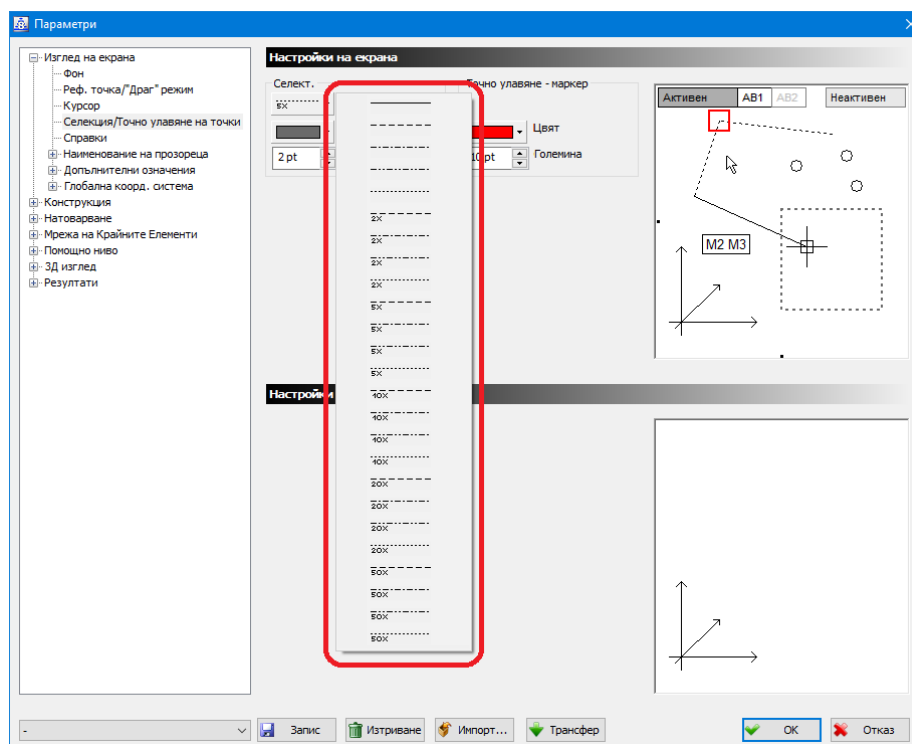 Параметри
Изглед на екрана
Фон
Реф. точка/"Драг" режим
Курсор
Селекция/Точно улавяне на точки
Справки
Наименование на прозореца
Допълнителни означения
Глобална коорд. система
Конструкция
Натоварване
Мрежа на Крайните Елементи
Помощно ниво
3Д изглед
Резултати
Настройки на екрана
Селект.
5X
2 pt
2X
2X
2X
2X
5X
5X
5X
5X
10X
10X
10X
10X
20X
20X
20X
20X
50X
50X
50X
50X
Точно улавяне - маркер
Цвят
10 pt
Големина
Активен AB1 AB2 Неактивен
M2 M3
Настройки
-
Запис
Изтриване
Импорт...
Трансфер
OK
Отказ